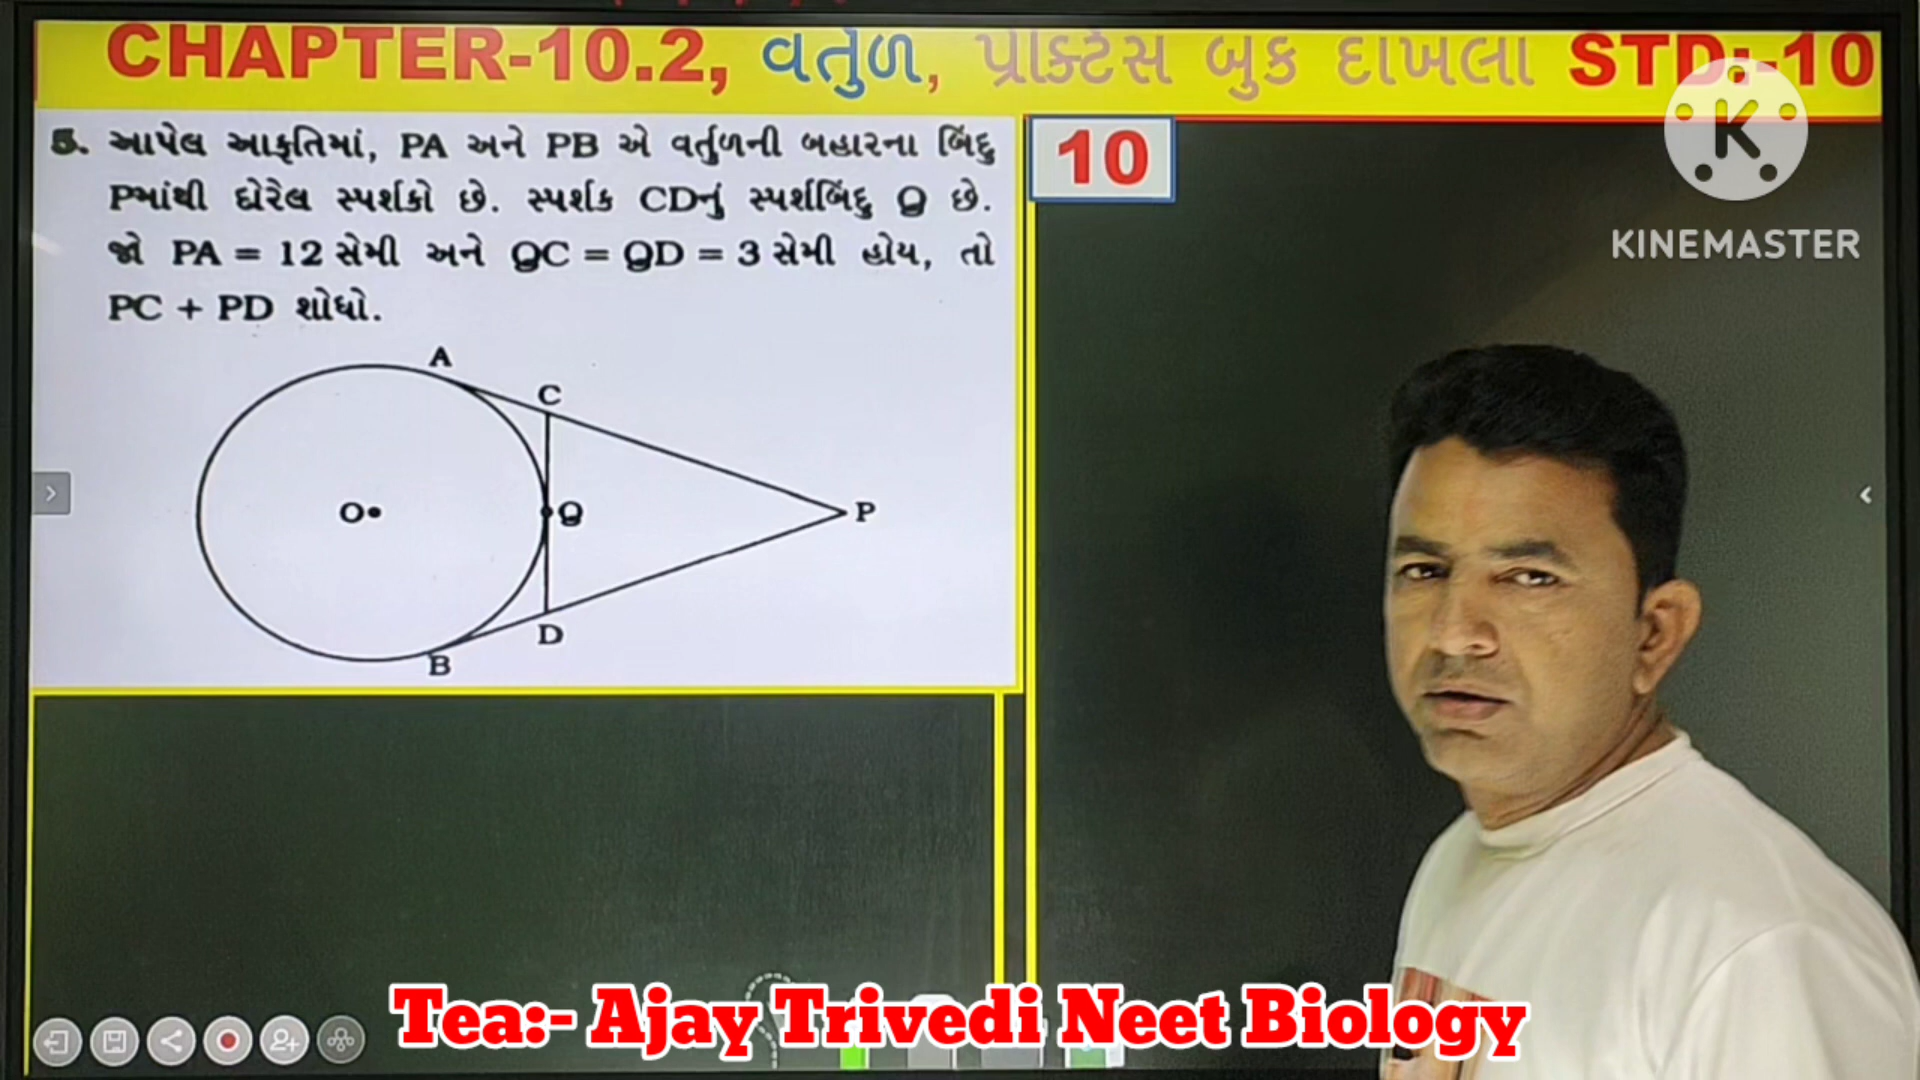 CHAPTER-10.2, વર્તુળ, પ્રેક્ટિસ બુક દાખલા STD:-10
5. આપેલ આકૃતિમાં, PA અને PB એ વર્તુળની બહારના બિંદુ
Pમાંથી દોરેલ સ્પર્શકો છે. સ્પર્શક CDનું સ્પર્શબિંદુ Q છે.
જો PA = 12 સેમી અને QC = QD = 3 સેમી હોય, તો
PC + PD શોધો.
10
K
KINEMASTER
A
C
O
Q
P
D
B
Tea:- Ajay Trivedi Neet Biology